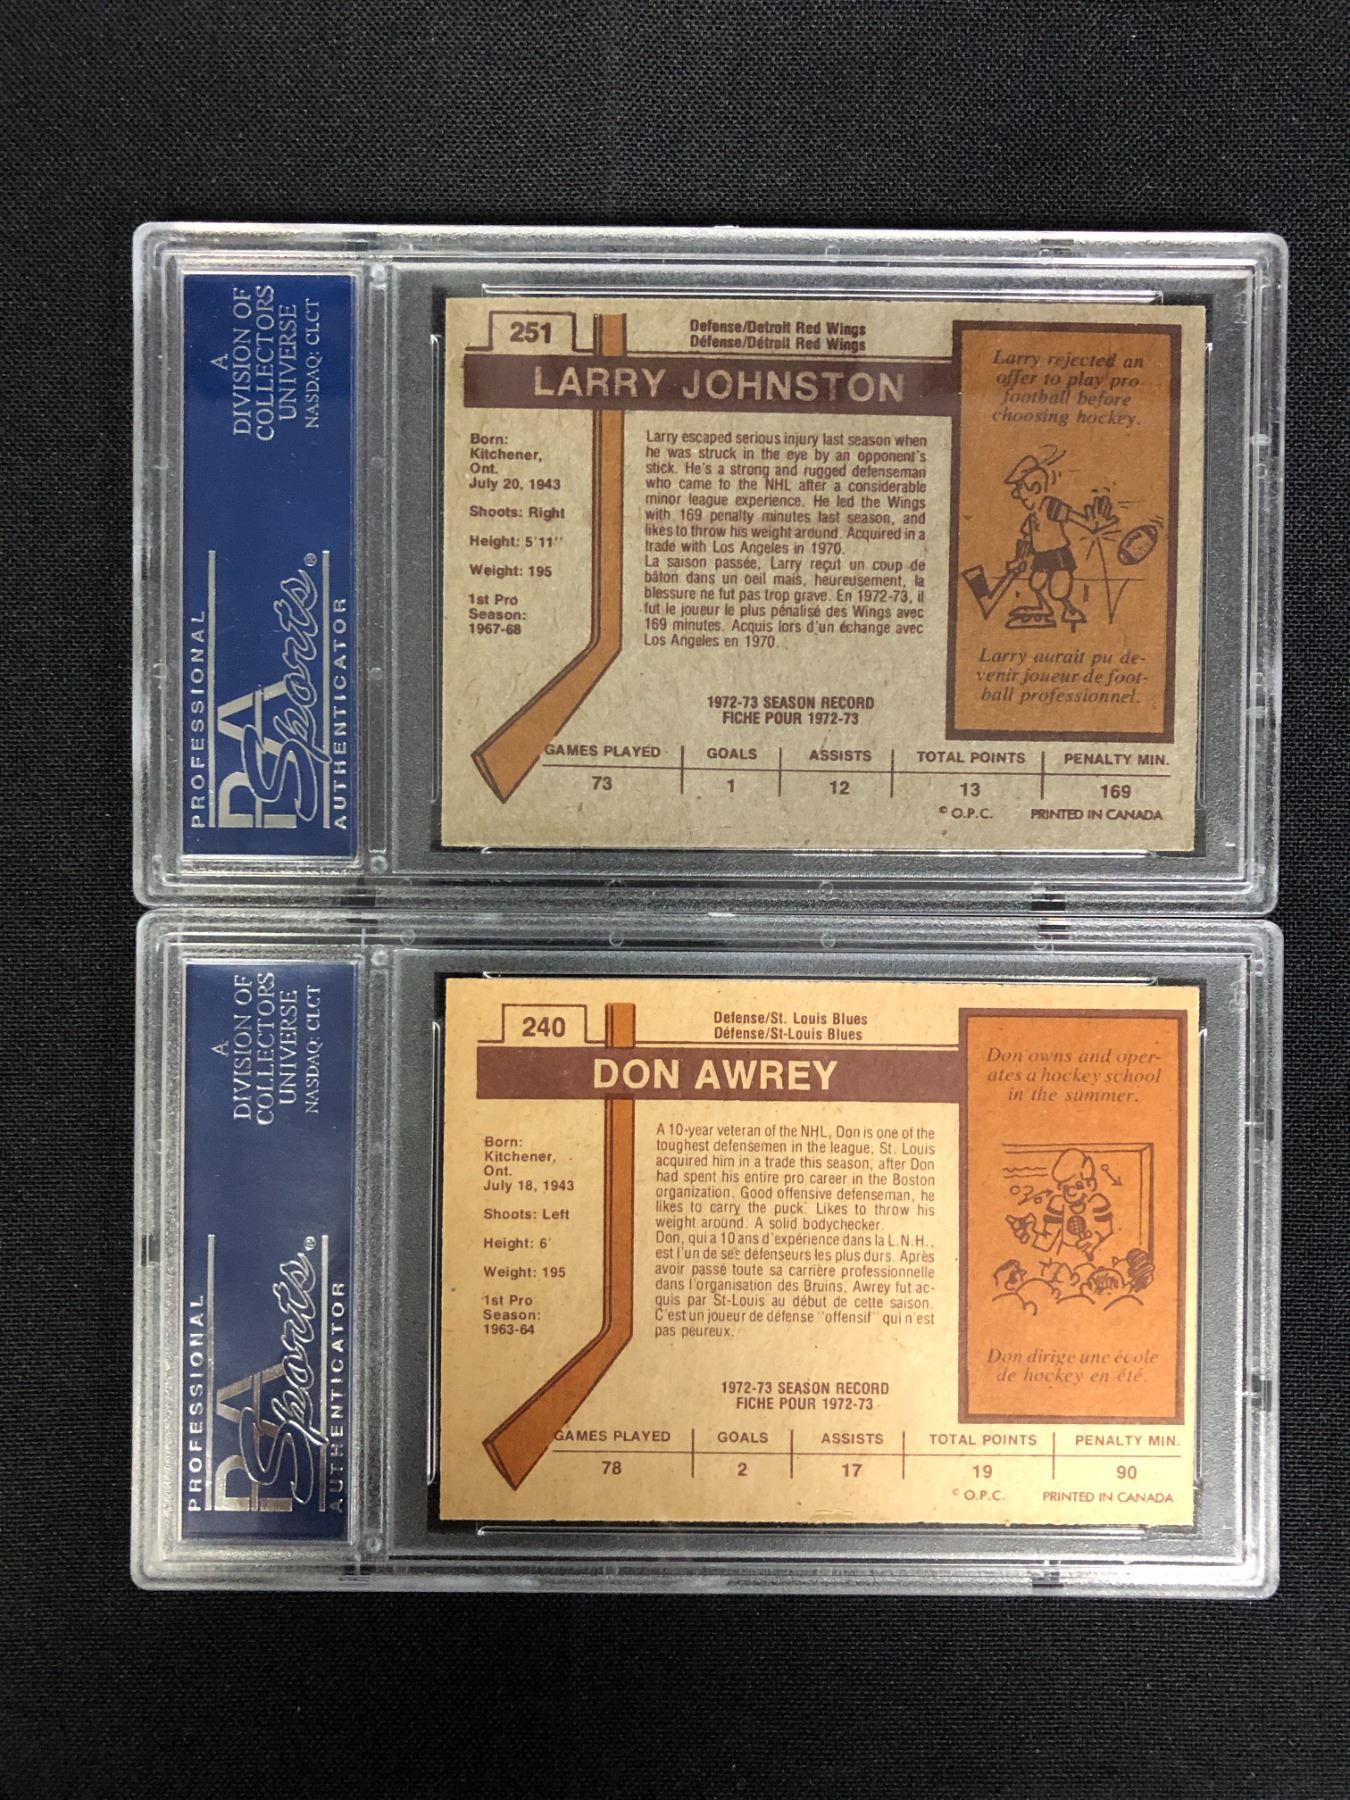 A
DIVISION OF
COLLECTORS
UNIVERSE
NASDAQ: CLCT
PROFESSIONAL
PSA
Sports®
AUTHENTICATOR
251
Defense/Detroit Red Wings
Défense/Détroit Red Wings
LARRY JOHNSTON
Born:
Kitchener,
Ont.
July 20, 1943
Shoots: Right
Height: 5'11''
Weight: 195
1st Pro
Season:
1967-68
Larry escaped serious injury last season when
he was struck in the eye by an opponent's
stick. He's a strong and rugged defenseman
who came to the NHL after a considerable
minor league experience. He led the Wings
with 169 penalty minutes last season, and
likes to throw his weight around. Acquired in a
trade with Los Angeles in 1970.
La saison passée, Larry reçut un coup de
bâton dans un oeil mais, heureusement, la
blessure ne fut pas trop grave. En 1972-73, il
fut le joueur le plus pénalisé des Wings avec
169 minutes. Acquis lors d'un échange avec
Los Angeles en 1970.
Larry rejected an
offer to play pro
football before
choosing hockey.
Larry aurait pu de-
venir joueur de foot-
ball professionnel.
1972-73 SEASON RECORD
FICHE POUR 1972-73
GAMES PLAYED GOALS ASSISTS TOTAL POINTS PENALTY MIN.
73 1 12 13 169
© O.P.C. PRINTED IN CANADA
A
DIVISION OF
COLLECTORS
UNIVERSE
NASDAQ: CLCT
PROFESSIONAL
PSA
Sports®
AUTHENTICATOR
240
Defense/St. Louis Blues
Défense/St-Louis Blues
DON AWREY
Born:
Kitchener,
Ont.
July 18, 1943
Shoots: Left
Height: 6'
Weight: 195
1st Pro
Season:
1963-64
A 10-year veteran of the NHL, Don is one of the
toughest defensemen in the league. St. Louis
acquired him in a trade this season, after Don
had spent his entire pro career in the Boston
organization. Good offensive defenseman, he
likes to carry the puck. Likes to throw his
weight around. A solid bodychecker.
Don, qui a 10 ans d'expérience dans la L.N.H.,
est l'un de see défenseurs les plus durs. Après
avoir passé toute sa carrière professionnelle
dans l'organisation des Bruins, Awrey fut ac-
quis par St-Louis au début de cette saison.
C'est un joueur de défense "offensif" qui n'est
pas peureux.
Don owns and oper-
ates a hockey school
in the summer.
Don dirige une école
de hockey en été.
1972-73 SEASON RECORD
FICHE POUR 1972-73
GAMES PLAYED GOALS ASSISTS TOTAL POINTS PENALTY MIN.
78 2 17 19 90
© O.P.C. PRINTED IN CANADA